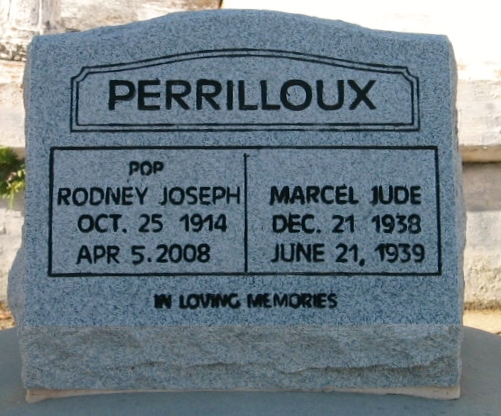 PERRILLOUX
POP
RODNEY JOSEPH
OCT. 25 1914
APR 5. 2008
MARCEL JUDE
DEC. 21 1938
JUNE 21, 1939
IN LOVING MEMORIES